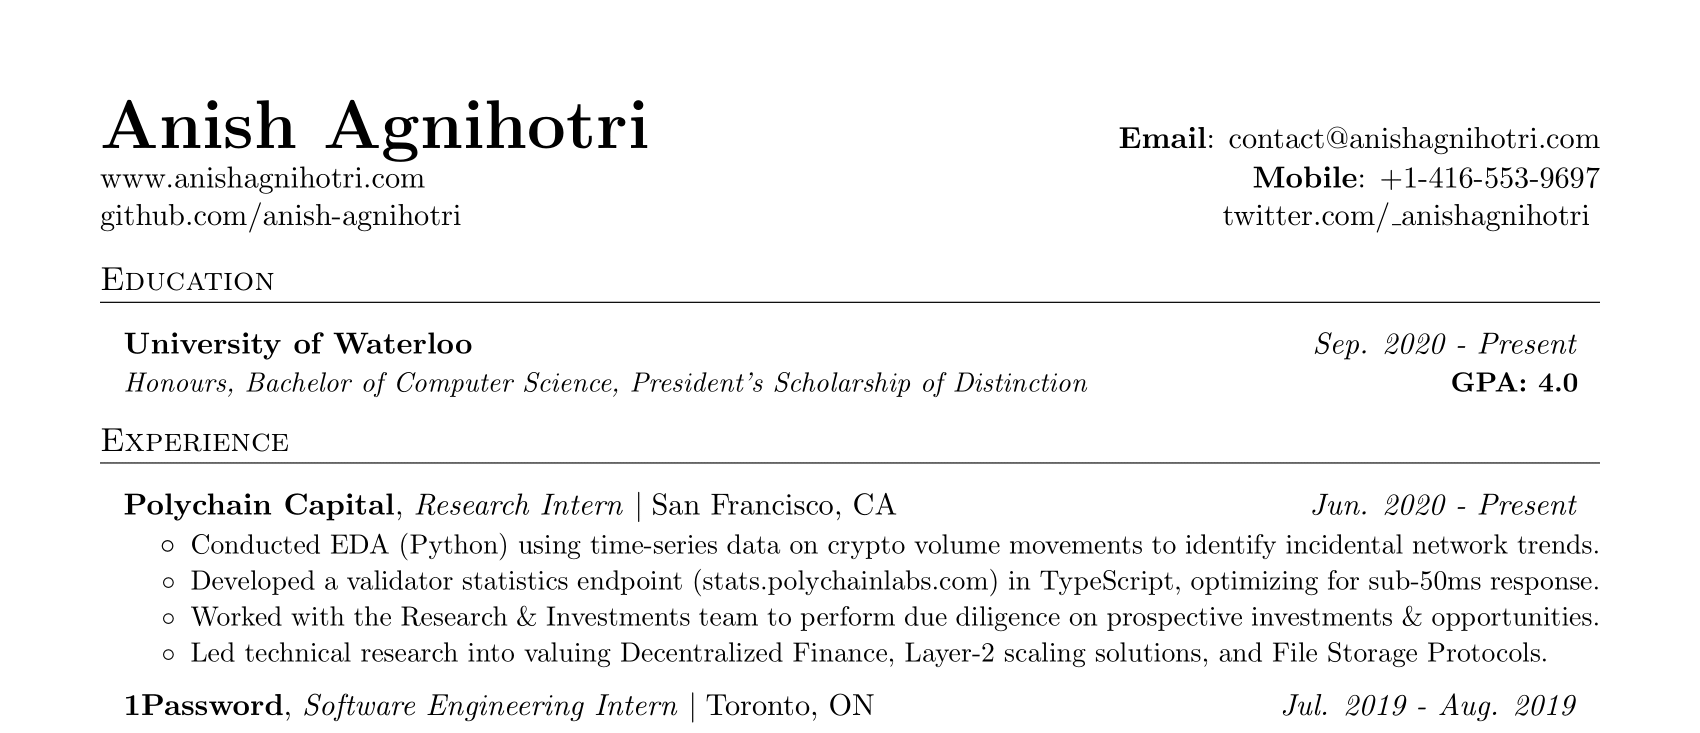 Anish Agnihotri
www.anishagnihotri.com
github.com/anish-agnihotri
Email: contact@anishagnihotri.com
Mobile: +1-416-553-9697
twitter.com/_anishagnihotri
Education
University of Waterloo Sep. 2020 - Present
Honours, Bachelor of Computer Science, President's Scholarship of Distinction GPA: 4.0
Experience
Polychain Capital, Research Intern | San Francisco, CA Jun. 2020 - Present
◦ Conducted EDA (Python) using time-series data on crypto volume movements to identify incidental network trends.
◦ Developed a validator statistics endpoint (stats.polychainlabs.com) in TypeScript, optimizing for sub-50ms response.
◦ Worked with the Research & Investments team to perform due diligence on prospective investments & opportunities.
◦ Led technical research into valuing Decentralized Finance, Layer-2 scaling solutions, and File Storage Protocols.
1Password, Software Engineering Intern | Toronto, ON Jul. 2019 - Aug. 2019